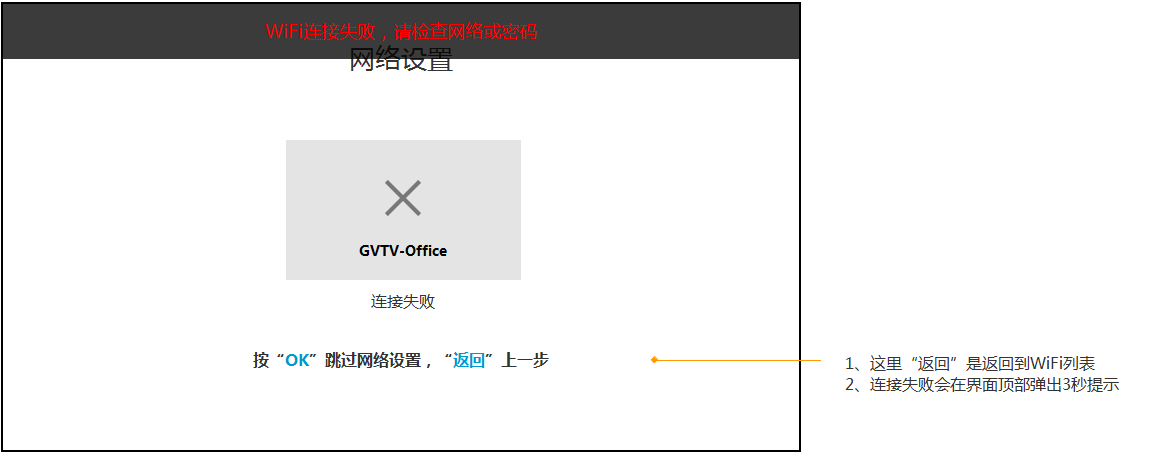 WiFi连接失败，请检查网络或密码
网络设置
GVTV-Office
连接失败
按“OK”跳过网络设置，“返回”上一步
1、这里“返回”是返回到WiFi列表
2、连接失败会在界面顶部弹出3秒提示